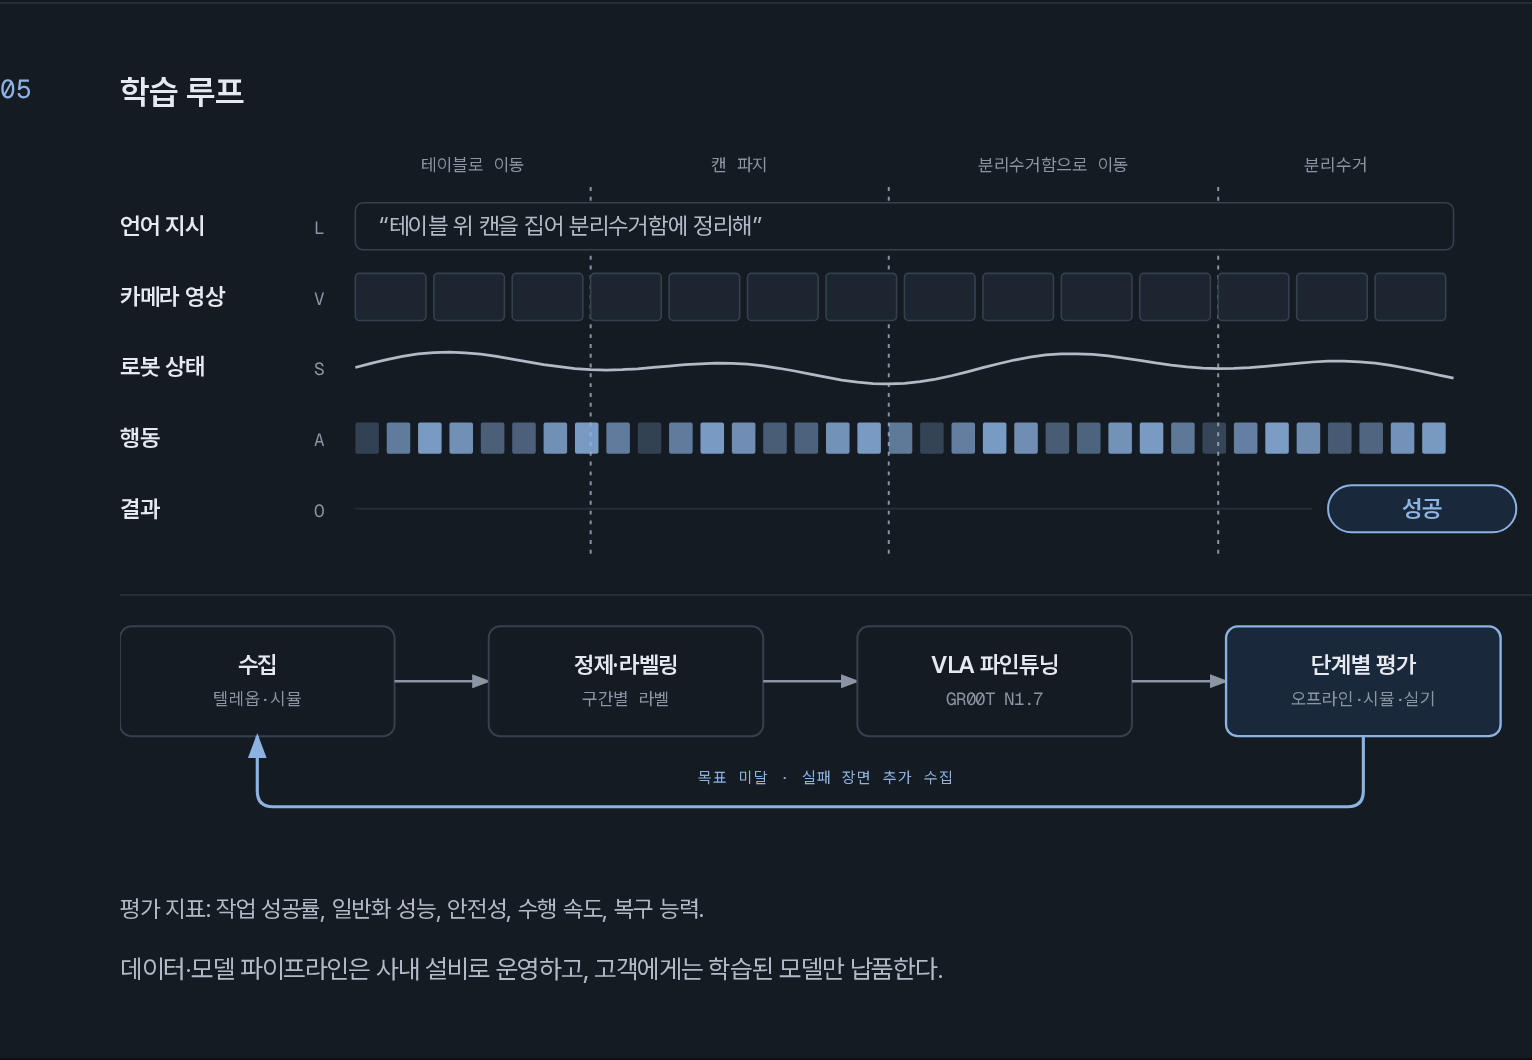 05
학습 루프
테이블로 이동
캔 파지
분리수거함으로 이동
분리수거
언어 지시 L “테이블 위 캔을 집어 분리수거함에 정리해”
카메라 영상 V
로봇 상태 S
행동 A
결과 O 성공
수집
텔레옵·시뮬
정제·라벨링
구간별 라벨
VLA 파인튜닝
GR00T N1.7
단계별 평가
오프라인·시뮬·실기
목표 미달 · 실패 장면 추가 수집
평가 지표: 작업 성공률, 일반화 성능, 안전성, 수행 속도, 복구 능력.
데이터·모델 파이프라인은 사내 설비로 운영하고, 고객에게는 학습된 모델만 납품한다.